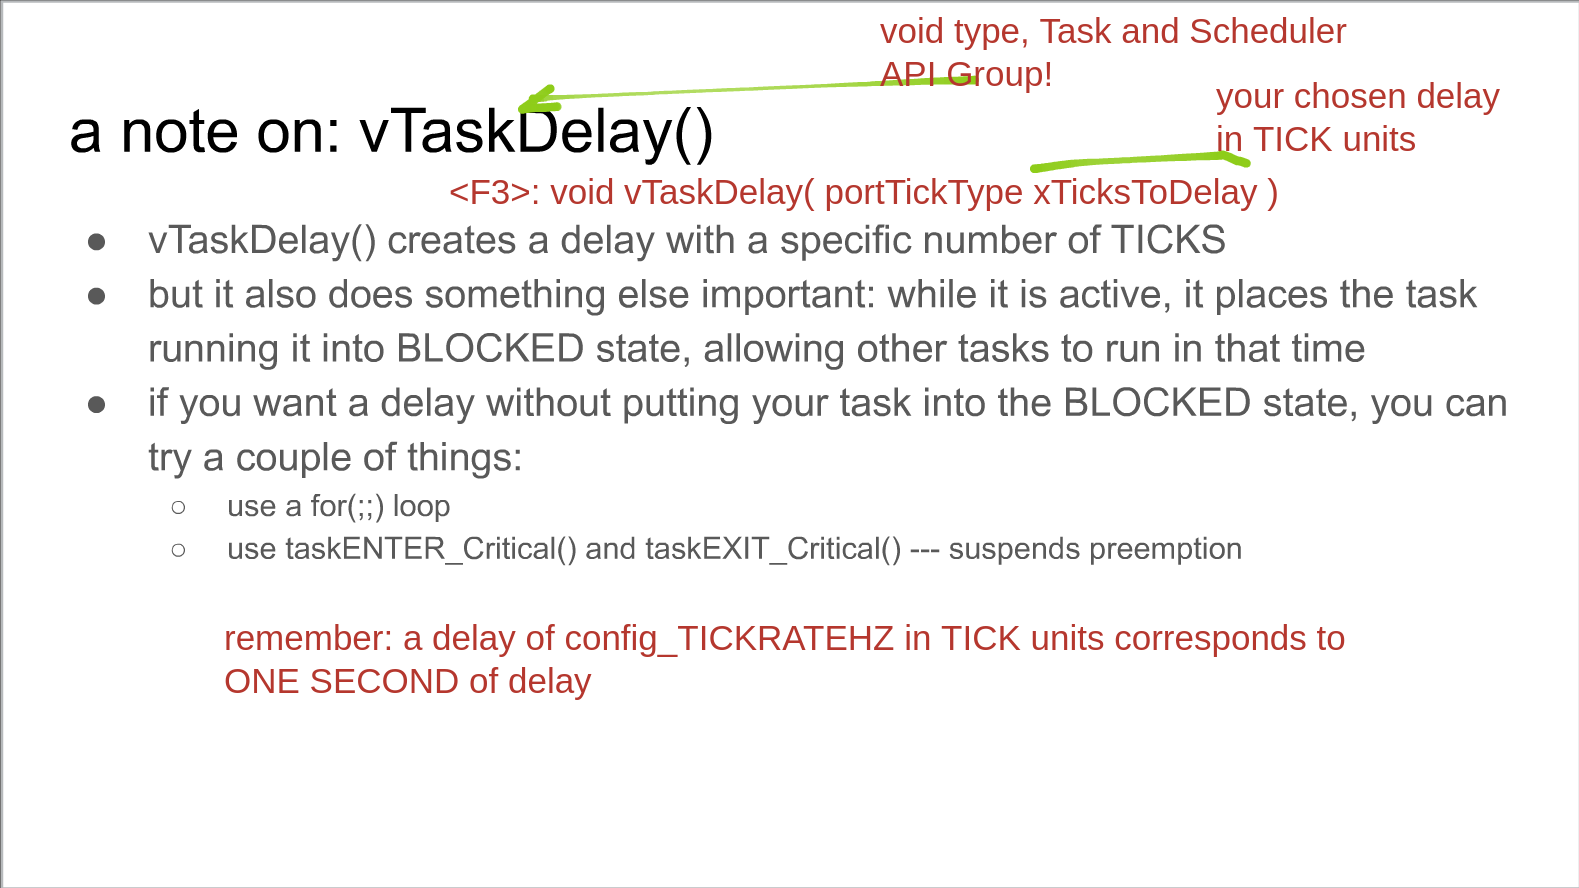 void type, Task and Scheduler
API Group!
your chosen delay
in TICK units
a note on: vTaskDelay()
<F3>: void vTaskDelay( portTickType xTicksToDelay )
● vTaskDelay() creates a delay with a specific number of TICKS
● but it also does something else important: while it is active, it places the task
running it into BLOCKED state, allowing other tasks to run in that time
● if you want a delay without putting your task into the BLOCKED state, you can
try a couple of things:
○ use a for(;;) loop
○ use taskENTER_Critical() and taskEXIT_Critical() --- suspends preemption
remember: a delay of config_TICKRATEHZ in TICK units corresponds to
ONE SECOND of delay